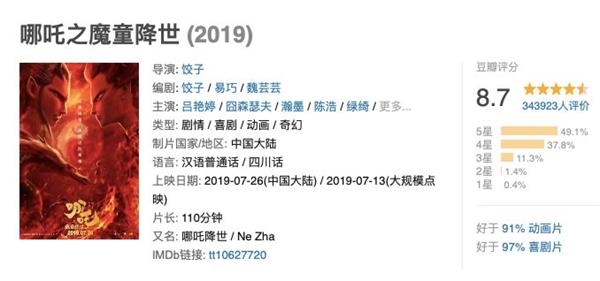 哪吒之魔童降世 (2019)
导演: 饺子
编剧: 饺子 / 易巧 / 魏芸芸
主演: 吕艳婷 / 囧森瑟夫 / 瀚墨 / 陈浩 / 绿绮 / 更多...
类型: 剧情 / 喜剧 / 动画 / 奇幻
制片国家/地区: 中国大陆
语言: 汉语普通话 / 四川话
上映日期: 2019-07-26(中国大陆) / 2019-07-13(大规模点
映)
片长: 110分钟
又名: 哪吒降世 / Ne Zha
IMDb链接: tt10627720
哪吒
豆瓣评分
8.7
343923人评价
5星 49.1%
4星 37.8%
3星 11.3%
2星 1.4%
1星 0.4%
好于 91% 动画片
好于 97% 喜剧片